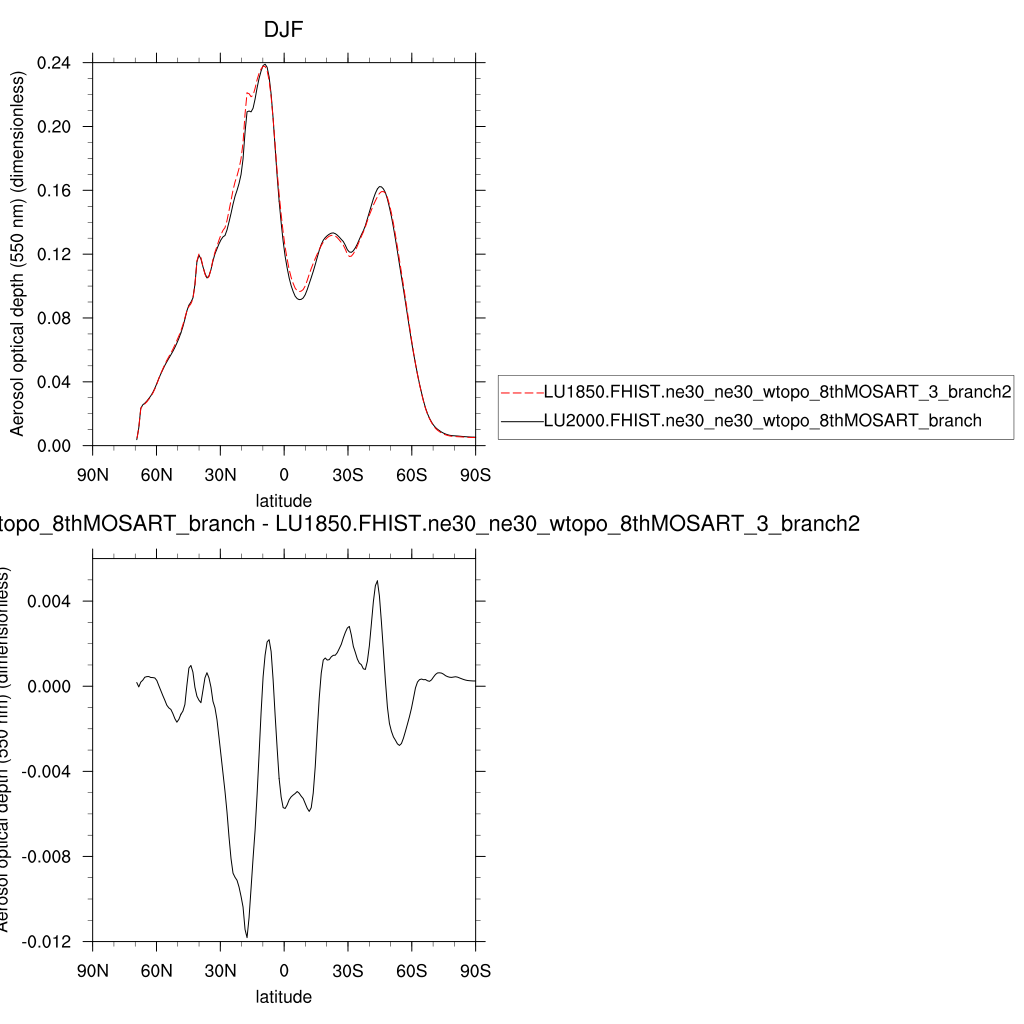 DJF
Aerosol optical depth (550 nm) (dimensionless)
0.24
0.20
0.16
0.12
0.08
0.04
0.00
90N 60N 30N 0 30S 60S 90S
latitude
LU1850.FHIST.ne30_ne30_wtopo_8thMOSART_3_branch2
LU2000.FHIST.ne30_ne30_wtopo_8thMOSART_branch
topo_8thMOSART_branch - LU1850.FHIST.ne30_ne30_wtopo_8thMOSART_3_branch2
Aerosol optical depth (550 nm) (dimensionless)
0.004
0.000
-0.004
-0.008
-0.012
90N 60N 30N 0 30S 60S 90S
latitude